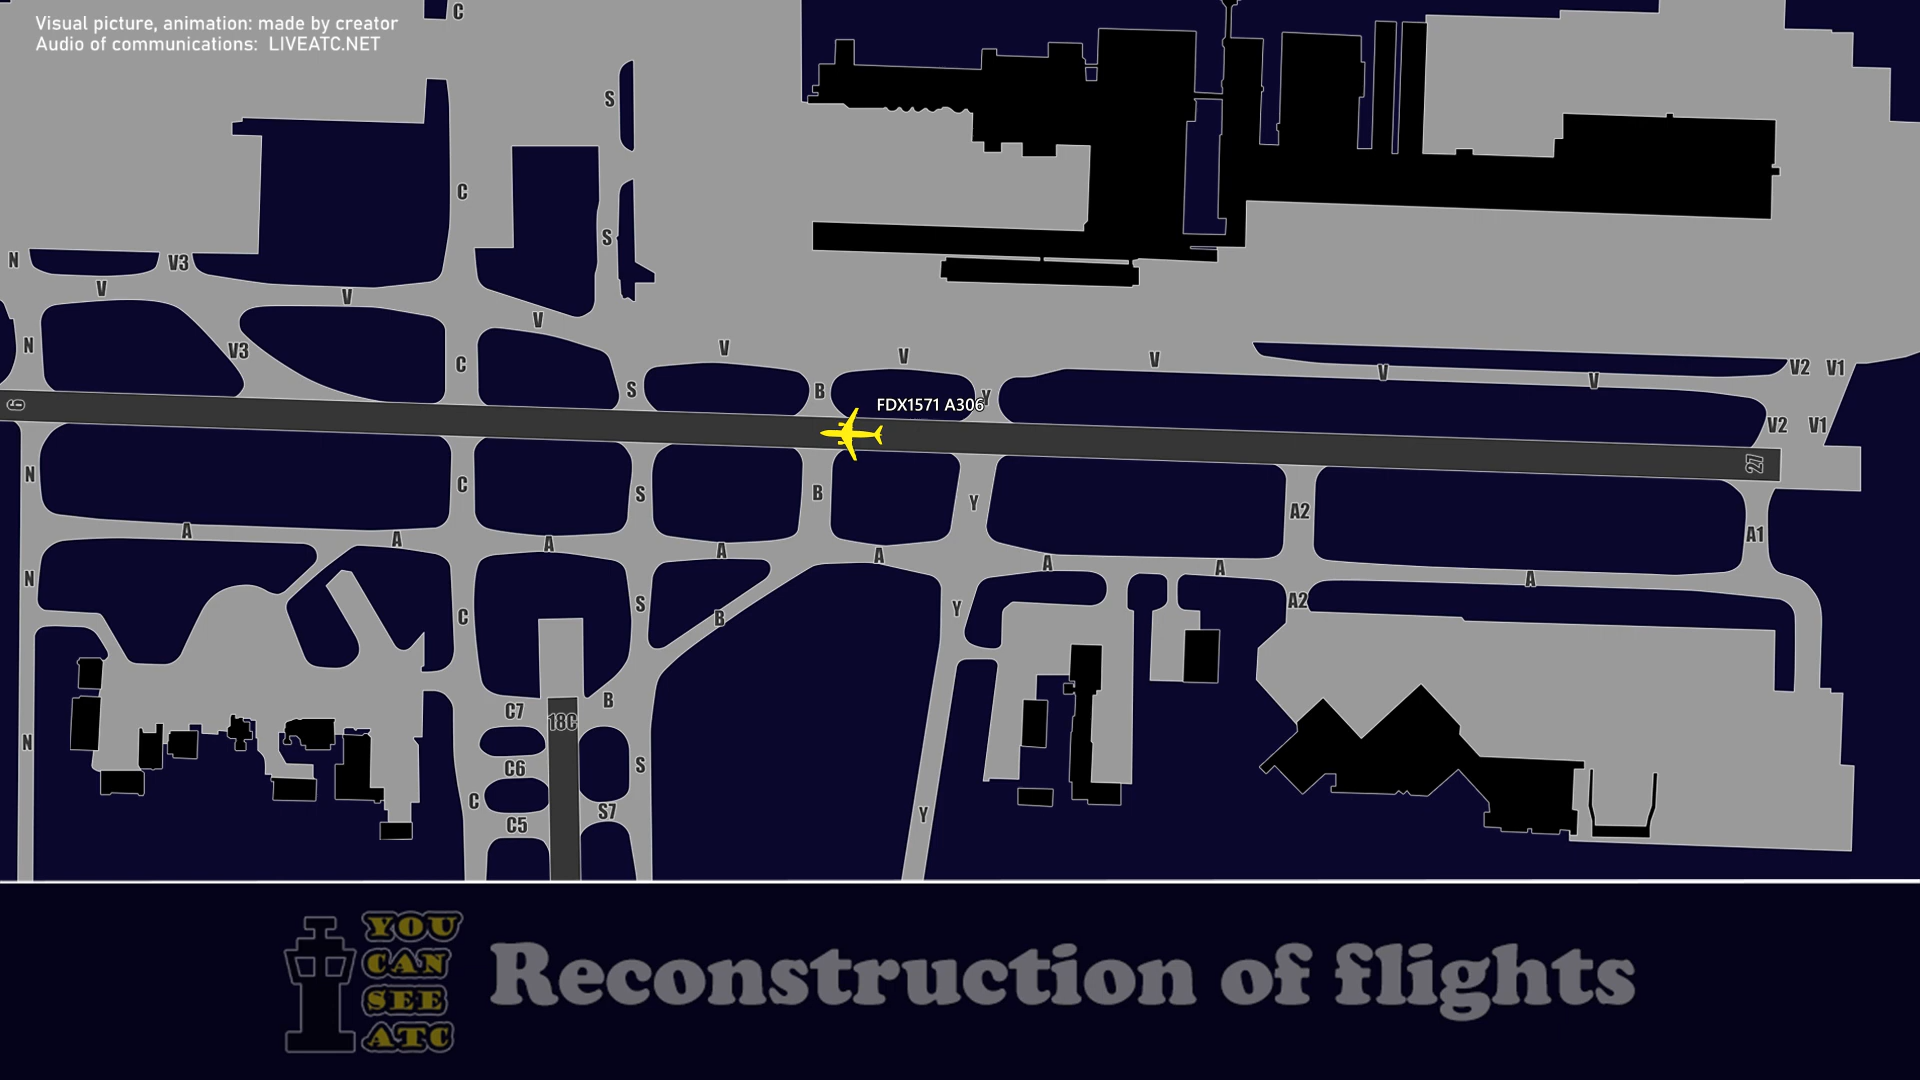 Visual picture, animation: made by creator
Audio of communications: LIVEATC.NET
C
S
C
S
N
V3
V
V
V
N
V3
C
V
V
V
V
V
V2
V1
S
B
Y
FDX1571 A306
9
V2
V1
27
N
C
S
B
Y
A2
A1
A
A
A
A
A
A
A
A
N
C
S
B
Y
A2
C7
B
18C
N
C6
S
C
C5
S7
Y
YOU
CAN
SEE
ATC
Reconstruction of flights